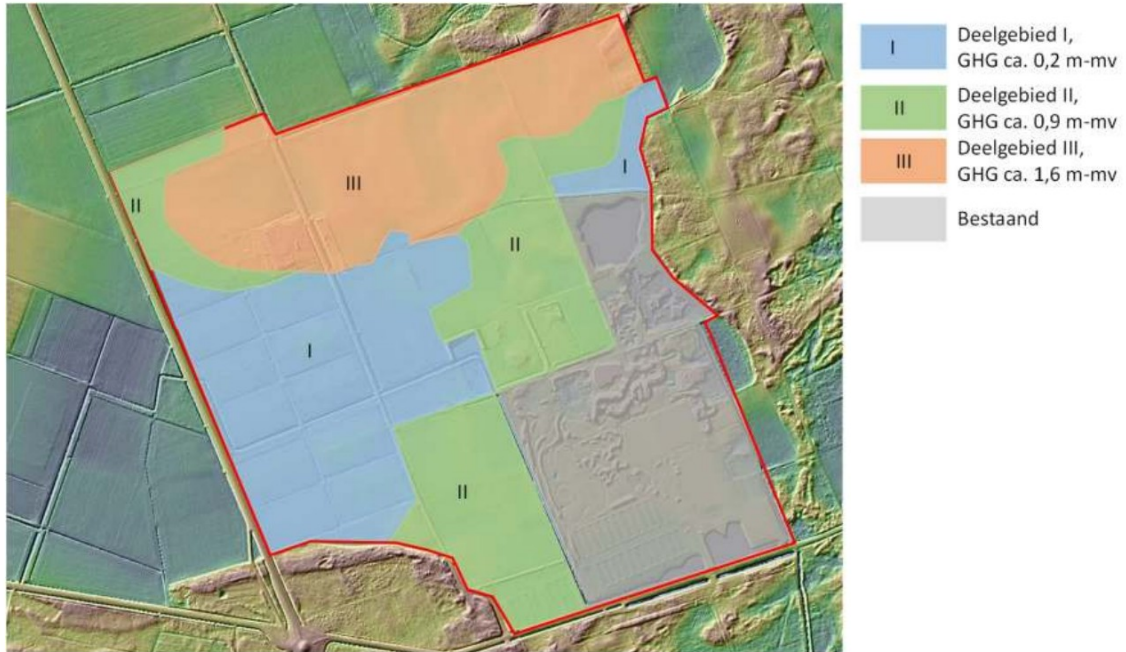 I
Deelgebied I,
GHG ca. 0,2 m-mv
II
Deelgebied II,
GHG ca. 0,9 m-mv
III
Deelgebied III,
GHG ca. 1,6 m-mv
Bestaand
I
III
II
II
I
II